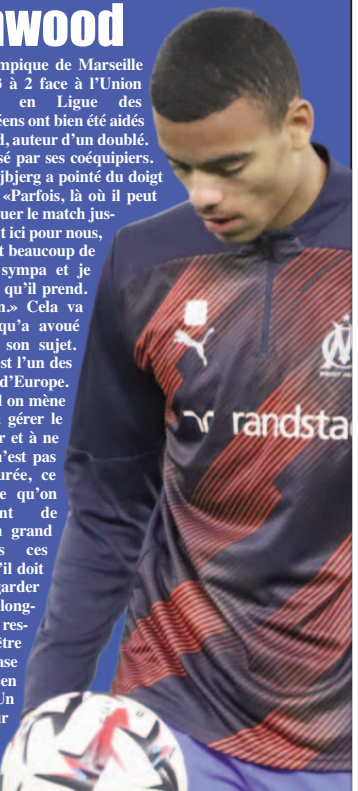 nwood
mpique de Marseille
3 à 2 face à l'Union
en Ligue des
éens ont bien été aidés
d, auteur d'un doublé.
sé par ses coéquipiers.
jbjerg a pointé du doigt
«Parfois, là où il peut
uer le match jus-
t ici pour nous,
t beaucoup de
sympa et je
qu'il prend.
n.» Cela va
qu'a avoué
son sujet.
st l'un des
d'Europe.
l on mène
gérer le
r et à ne
n'est pas
urée, ce
e qu'on
nt de
n grand
s ces
'il doit
garder
long-
res-
être
ase
en
Un
ur
randsta